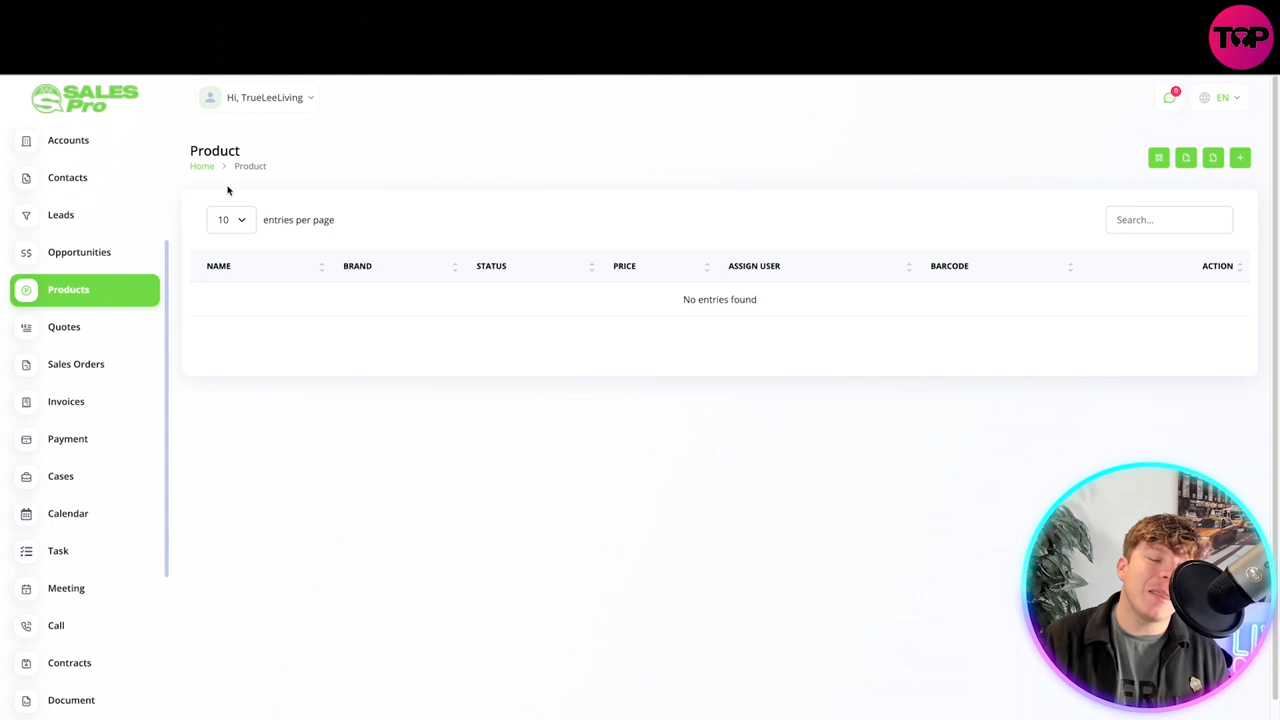 TOP
SALES
Pro
Hi, TrueLeeLiving
0
EN
Accounts
Contacts
Leads
S$ Opportunities
Products
Quotes
Sales Orders
Invoices
Payment
Cases
Calendar
Task
Meeting
Call
Contracts
Document
Product
Home > Product
10 entries per page
Search...
NAME BRAND STATUS PRICE ASSIGN USER BARCODE ACTION
No entries found